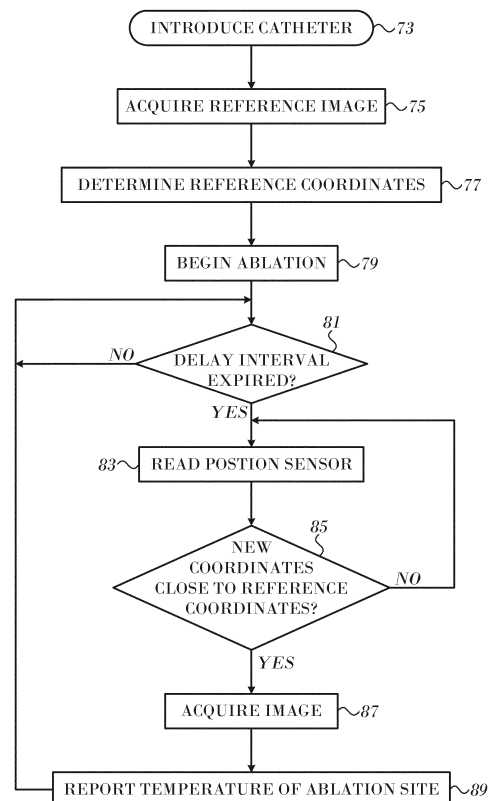 INTRODUCE CATHETER 73
ACQUIRE REFERENCE IMAGE 75
DETERMINE REFERENCE COORDINATES 77
BEGIN ABLATION 79
81
NO
DELAY INTERVAL
EXPIRED?
YES
83 READ POSTION SENSOR
85
NEW
COORDINATES
CLOSE TO REFERENCE
COORDINATES?
NO
YES
ACQUIRE IMAGE 87
REPORT TEMPERATURE OF ABLATION SITE 89